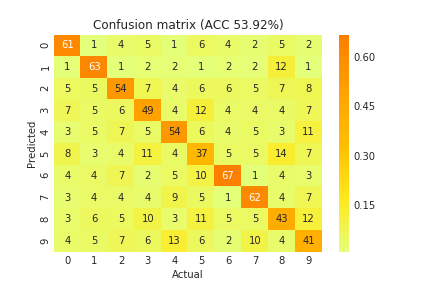 Confusion matrix (ACC 53.92%)
0 61 1 4 5 1 6 4 2 5 2
1 1 63 1 2 2 1 2 2 12 1
2 5 5 54 7 4 6 6 5 7 8
3 7 5 6 49 4 12 4 4 4 7
4 3 5 7 5 54 6 4 5 3 11
5 8 3 4 11 4 37 5 5 14 7
6 4 4 7 2 5 10 67 1 4 3
7 3 4 4 4 9 5 1 62 4 7
8 3 6 5 10 3 11 5 5 43 12
9 4 5 7 6 13 6 2 10 4 41
0 1 2 3 4 5 6 7 8 9
Predicted
Actual
0.60
0.45
0.30
0.15